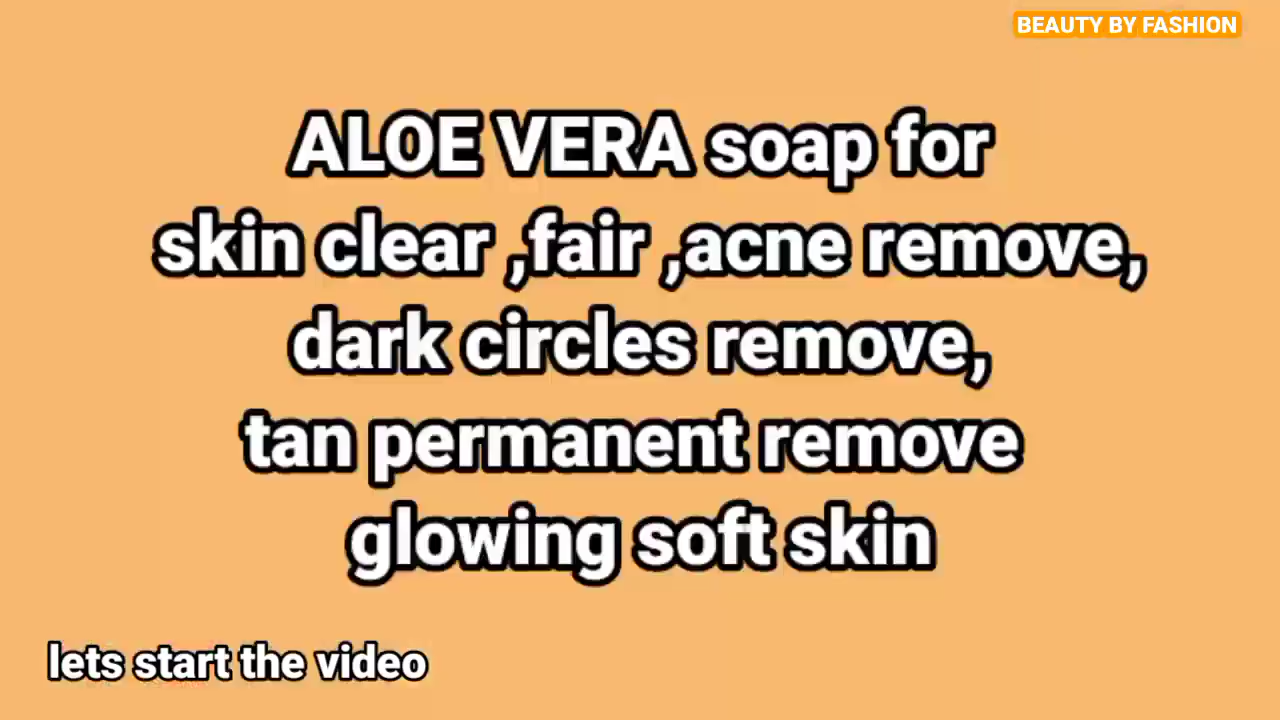 BEAUTY BY FASHION
ALOE VERA soap for
skin clear ,fair ,acne remove,
dark circles remove,
tan permanent remove
glowing soft skin
lets start the video